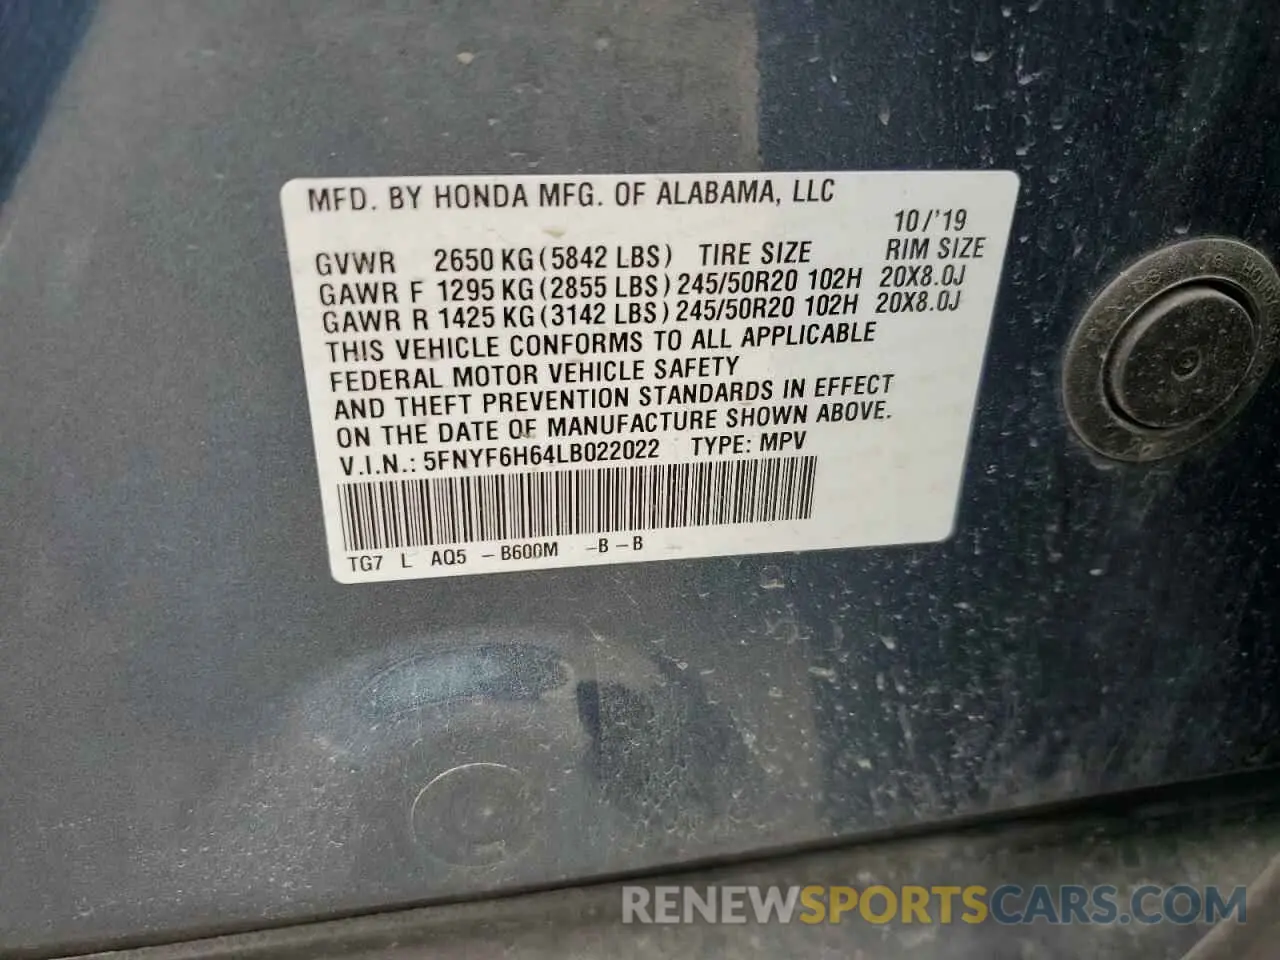 MFD. BY HONDA MFG. OF ALABAMA, LLC
10/'19
GVWR 2650 KG (5842 LBS) TIRE SIZE RIM SIZE
GAWR F 1295 KG (2855 LBS) 245/50R20 102H 20X8.0J
GAWR R 1425 KG (3142 LBS) 245/50R20 102H 20X8.0J
THIS VEHICLE CONFORMS TO ALL APPLICABLE
FEDERAL MOTOR VEHICLE SAFETY
AND THEFT PREVENTION STANDARDS IN EFFECT
ON THE DATE OF MANUFACTURE SHOWN ABOVE.
V.I.N.: 5FNYF6H64LB022022 TYPE: MPV
TG7 L AQ5 -B600M -B-B
RENEWSPORTSCARS.COM